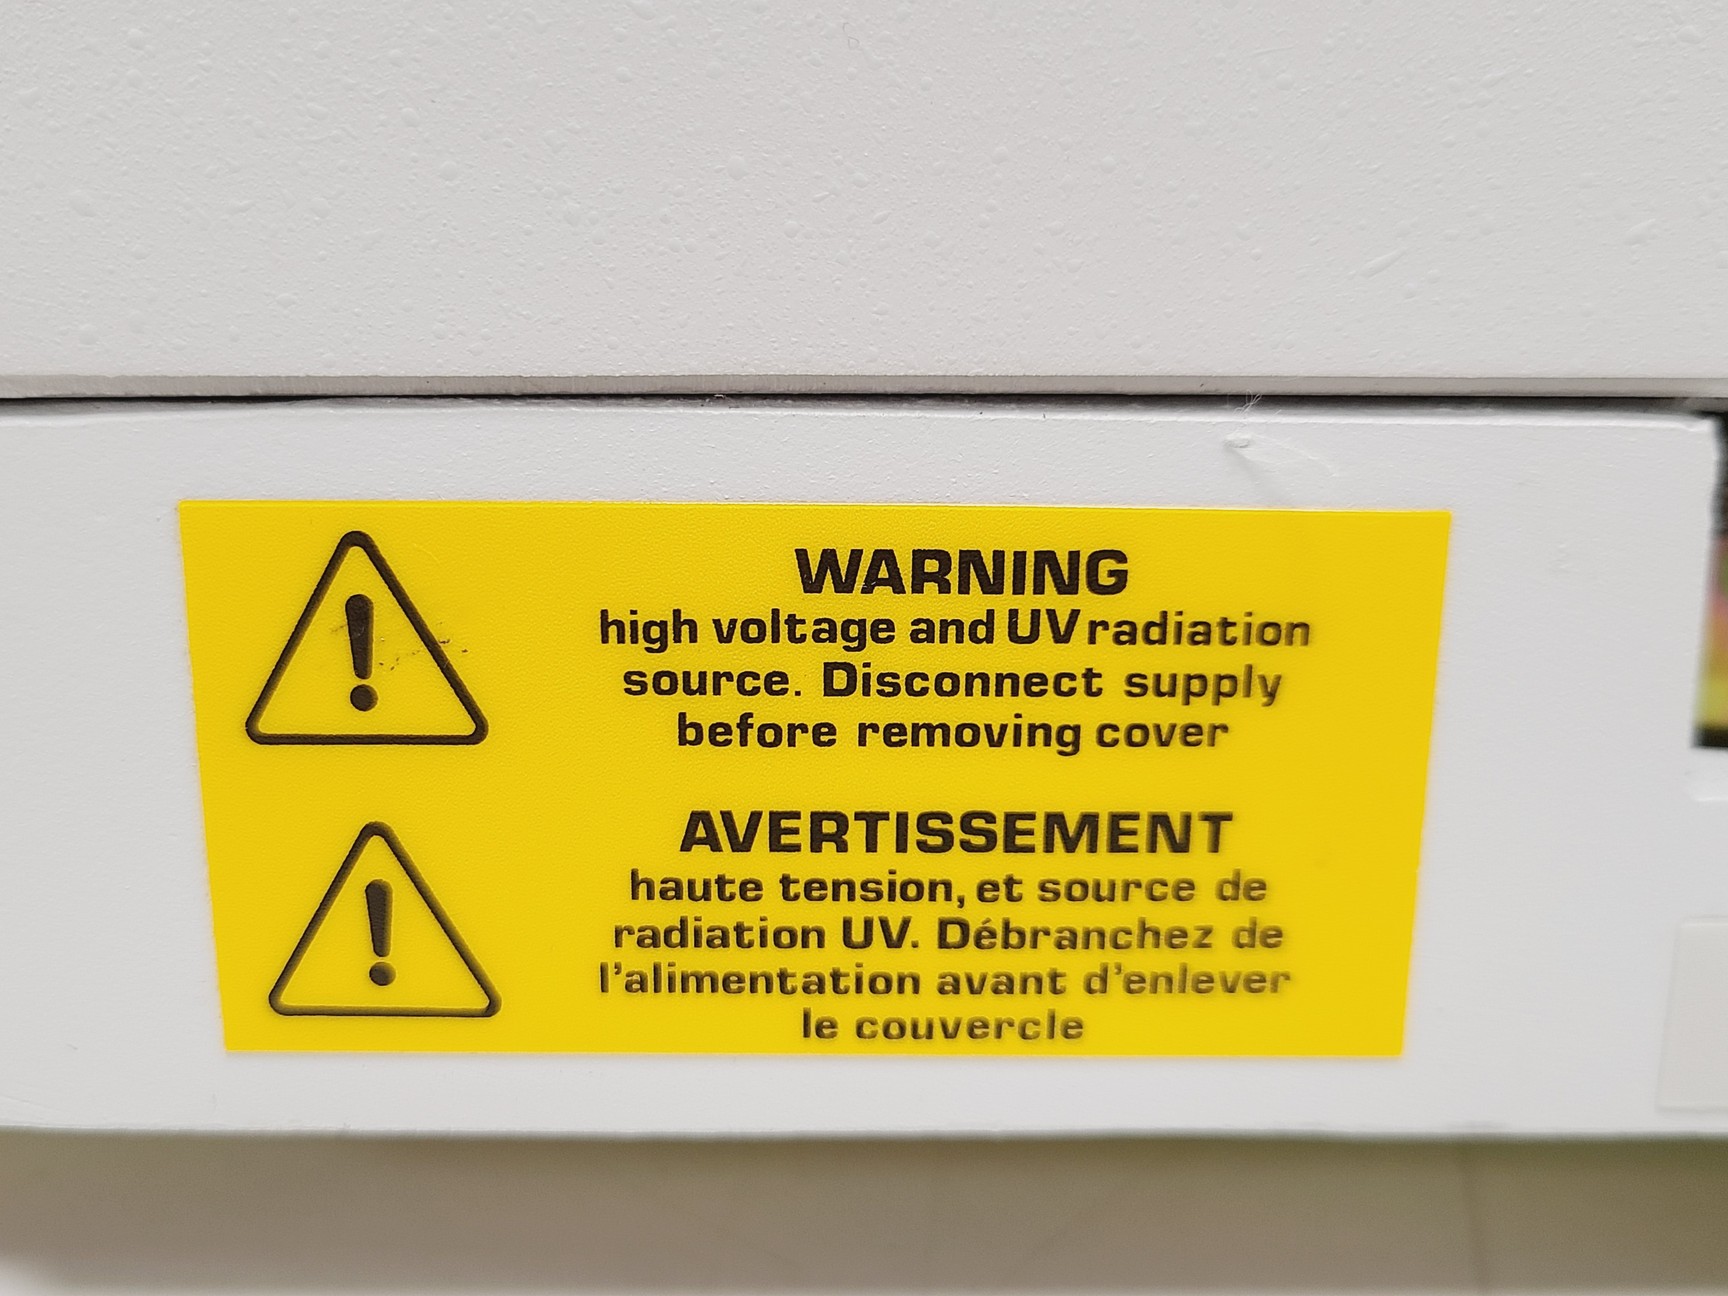 WARNING
high voltage and UV radiation
source. Disconnect supply
before removing cover
AVERTISSEMENT
haute tension, et source de
radiation UV. Débranchez de
l'alimentation avant d'enlever
le couvercle